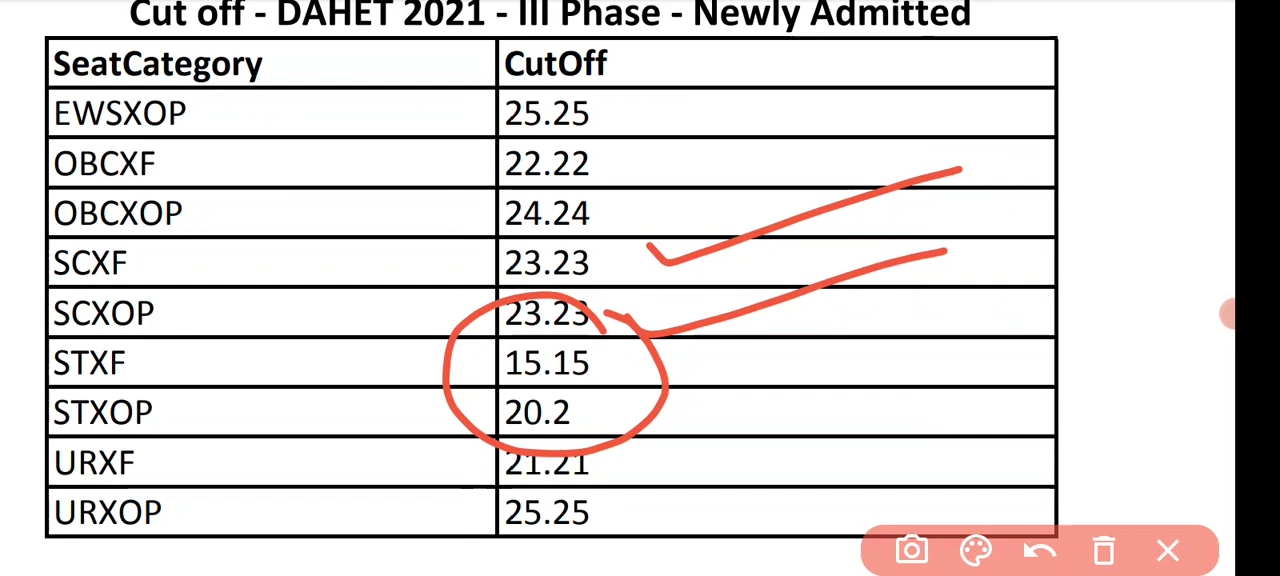 Cut off - DAHET 2021 - III Phase - Newly Admitted
SeatCategory CutOff
EWSXOP 25.25
OBCXF 22.22
OBCXOP 24.24
SCXF 23.23
SCXOP 23.23
STXF 15.15
STXOP 20.2
URXF 21.21
URXOP 25.25